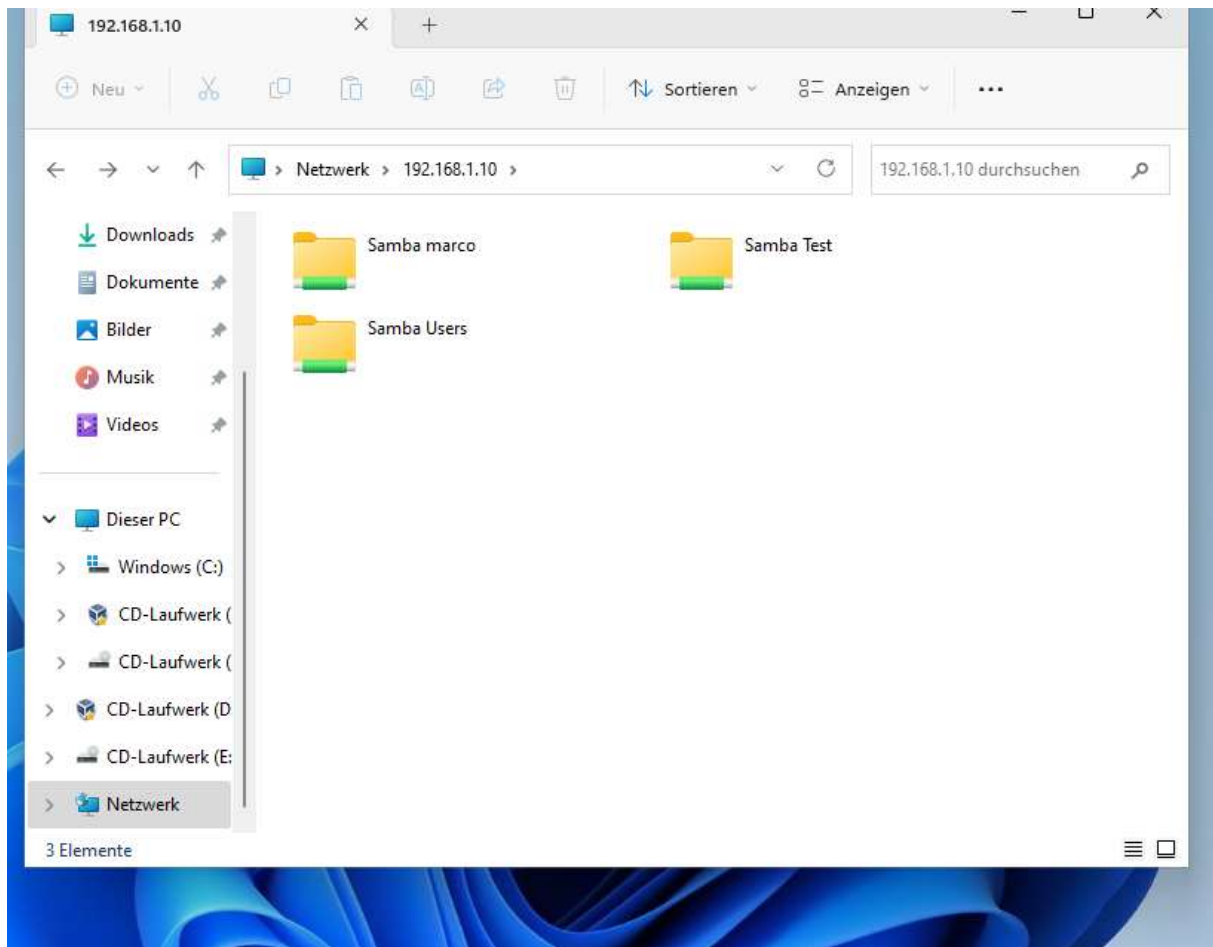 192.168.1.10
Neu
Sortieren
Anzeigen
Netzwerk > 192.168.1.10 >
192.168.1.10 durchsuchen
Downloads
Dokumente
Bilder
Musik
Videos
Dieser PC
Windows (C:)
CD-Laufwerk (
CD-Laufwerk (
CD-Laufwerk (D
CD-Laufwerk (E:
Netzwerk
Samba marco
Samba Test
Samba Users
3 Elemente